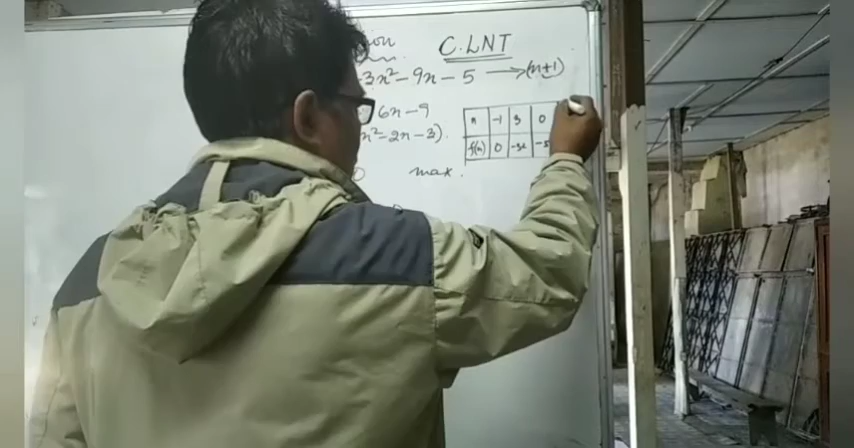 C.LNT
3x² - 9x - 5 → (x+1)
6x - 9
x² - 2x - 3).
x -1 3 0
f(x) 0 -32 -5
max.